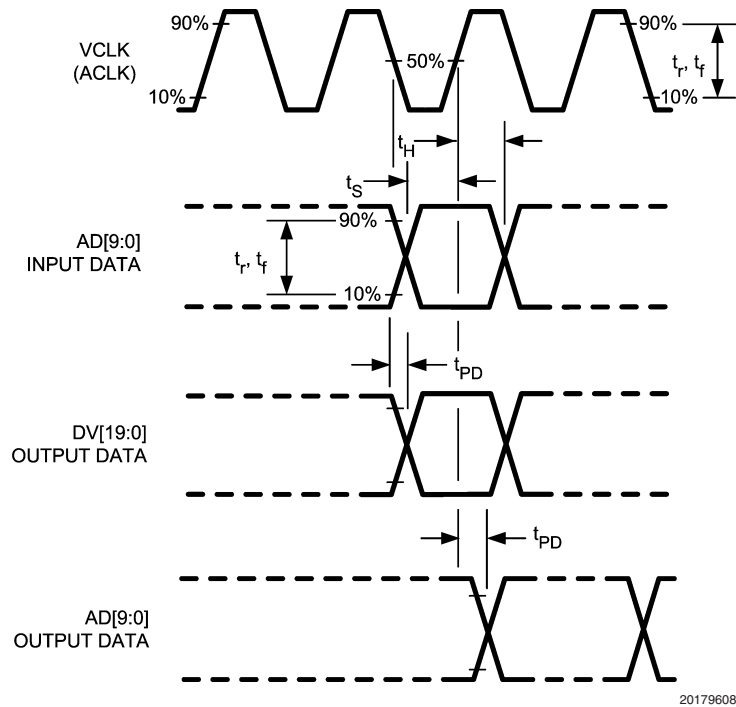 VCLK
(ACLK)
90%
10%
50%
90%
10%
tr, tf
tH
tS
AD[9:0]
INPUT DATA
90%
10%
tr, tf
tPD
DV[19:0]
OUTPUT DATA
tPD
AD[9:0]
OUTPUT DATA
20179608